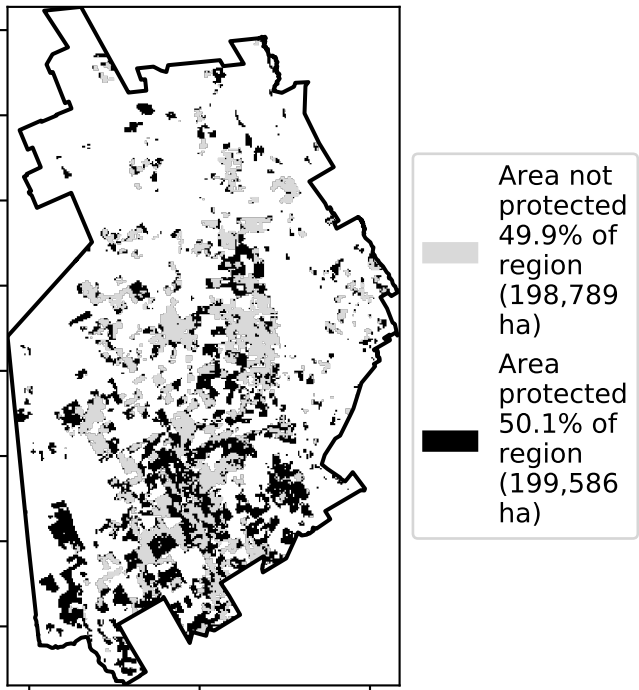 Area not
protected
49.9% of
region
(198,789
ha)
Area
protected
50.1% of
region
(199,586
ha)